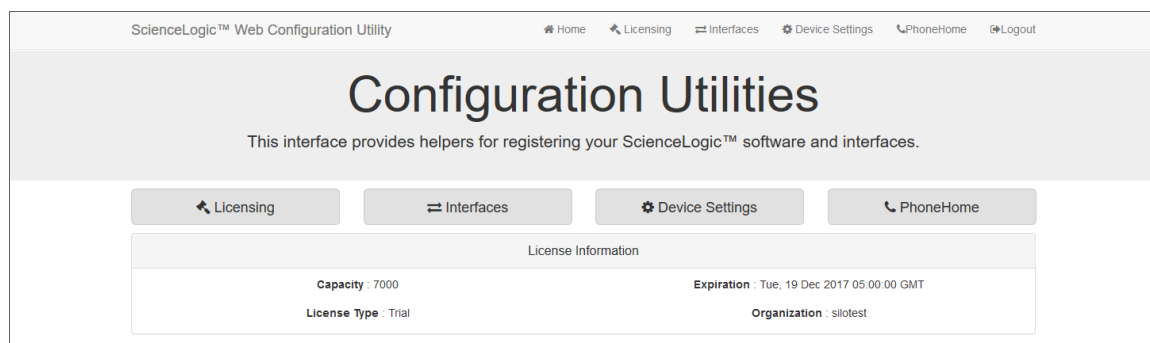 ScienceLogic™ Web Configuration Utility Home Licensing Interfaces Device Settings PhoneHome Logout
Configuration Utilities
This interface provides helpers for registering your ScienceLogic™ software and interfaces.
Licensing Interfaces Device Settings PhoneHome
License Information
Capacity : 7000 Expiration : Tue, 19 Dec 2017 05:00:00 GMT
License Type : Trial Organization : silotest